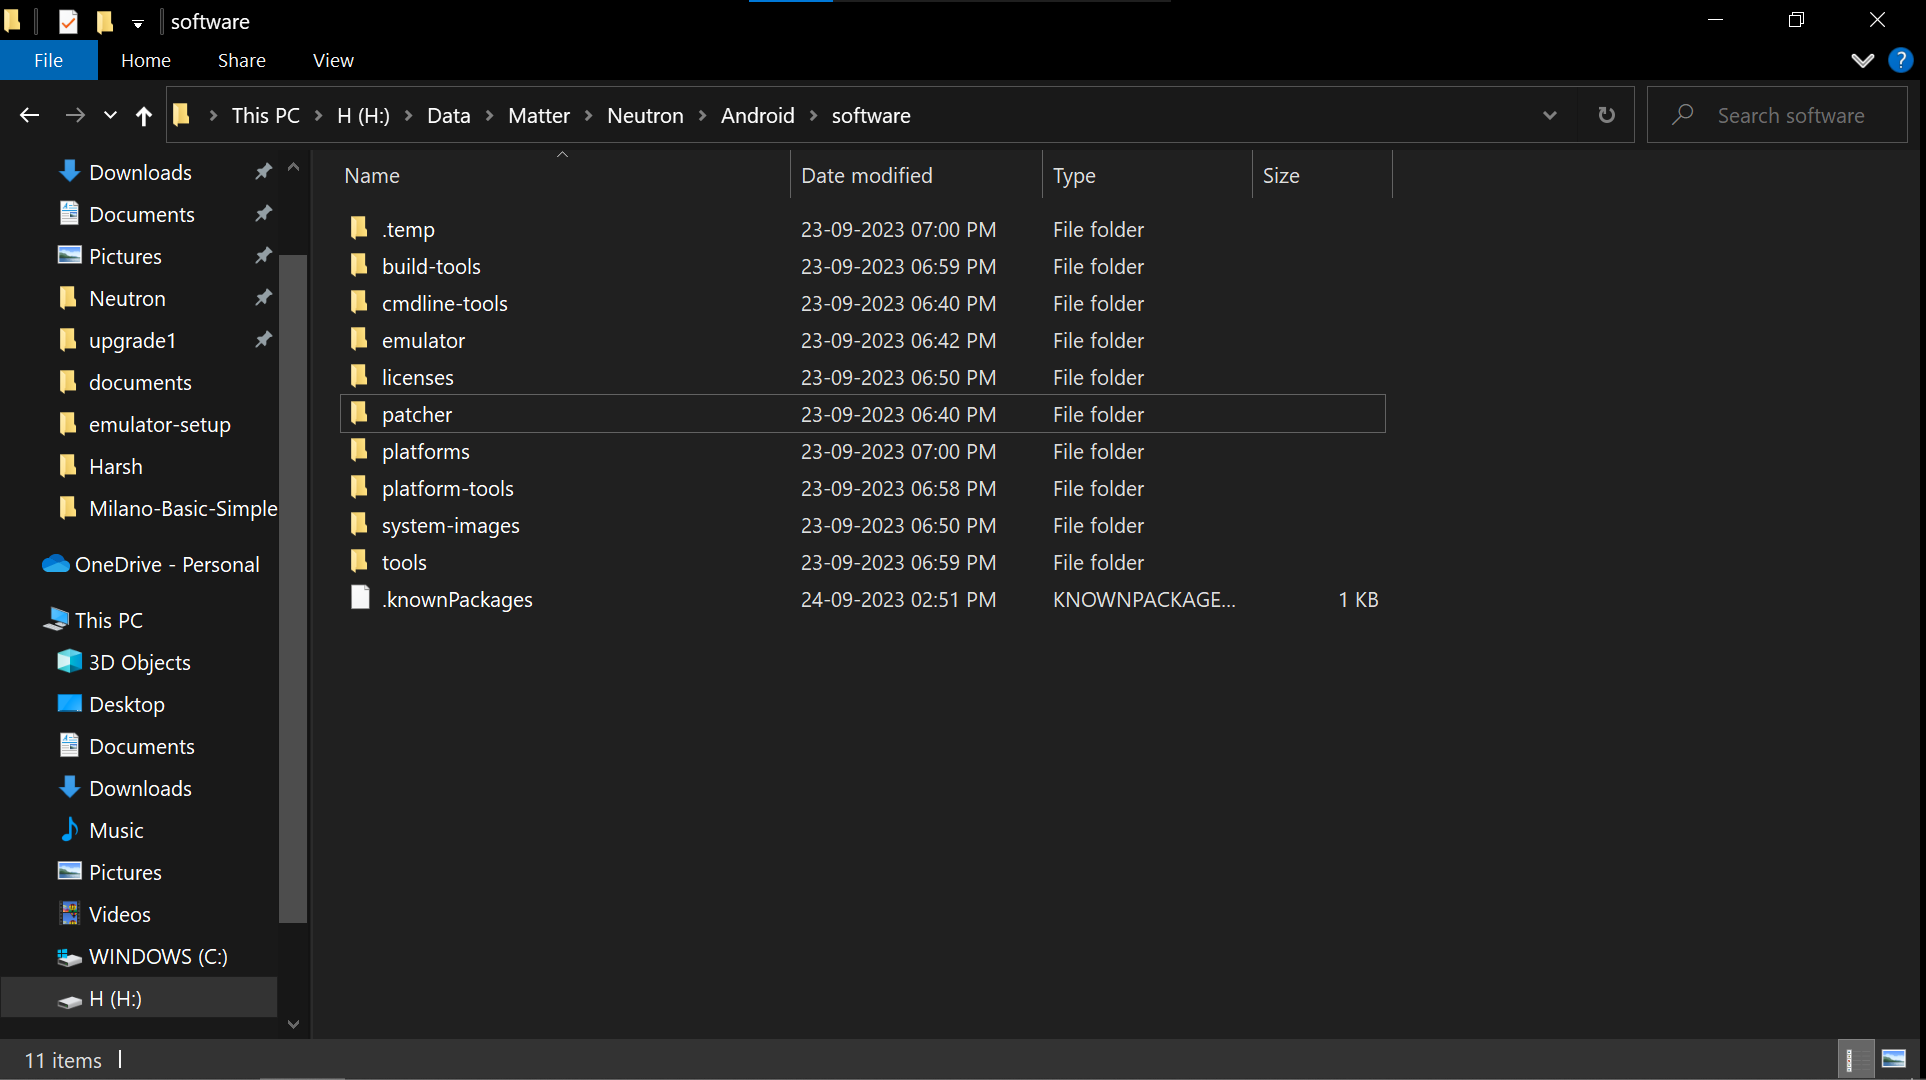 software
File Home Share View
This PC H (H:) Data Matter Neutron Android software Search software
Downloads
Documents
Pictures
Neutron
upgrade1
documents
emulator-setup
Harsh
Milano-Basic-Simple
OneDrive - Personal
This PC
3D Objects
Desktop
Documents
Downloads
Music
Pictures
Videos
WINDOWS (C:)
H (H:)
Name Date modified Type Size
.temp 23-09-2023 07:00 PM File folder
build-tools 23-09-2023 06:59 PM File folder
cmdline-tools 23-09-2023 06:40 PM File folder
emulator 23-09-2023 06:42 PM File folder
licenses 23-09-2023 06:50 PM File folder
patcher 23-09-2023 06:40 PM File folder
platforms 23-09-2023 07:00 PM File folder
platform-tools 23-09-2023 06:58 PM File folder
system-images 23-09-2023 06:50 PM File folder
tools 23-09-2023 06:59 PM File folder
.knownPackages 24-09-2023 02:51 PM KNOWNPACKAGE... 1 KB
11 items